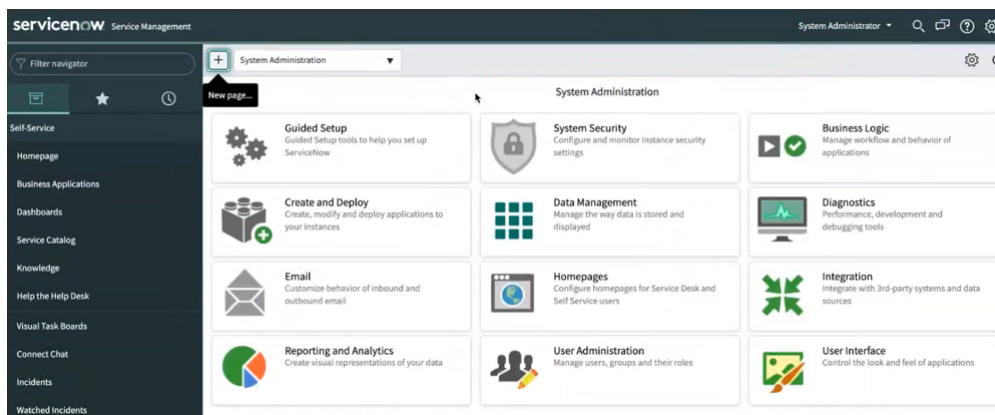 servicenow Service Management
System Administrator
Filter navigator
System Administration
New page...
System Administration
Self-Service
Homepage
Business Applications
Dashboards
Service Catalog
Knowledge
Help the Help Desk
Visual Task Boards
Connect Chat
Incidents
Watched Incidents
Guided Setup
Guided Setup tools to help you set up
ServiceNow
System Security
Configure and monitor instance security
settings
Business Logic
Manage workflow and behavior of
applications
Create and Deploy
Create, modify and deploy applications to
your instances
Data Management
Manage the way data is stored and
displayed
Diagnostics
Performance, development and
debugging tools
Email
Customize behavior of inbound and
outbound email
Homepages
Configure homepages for Service Desk and
Self Service users
Integration
Integrate with 3rd-party systems and data
sources
Reporting and Analytics
Create visual representations of your data
User Administration
Manage users, groups and their roles
User Interface
Control the look and feel of applications